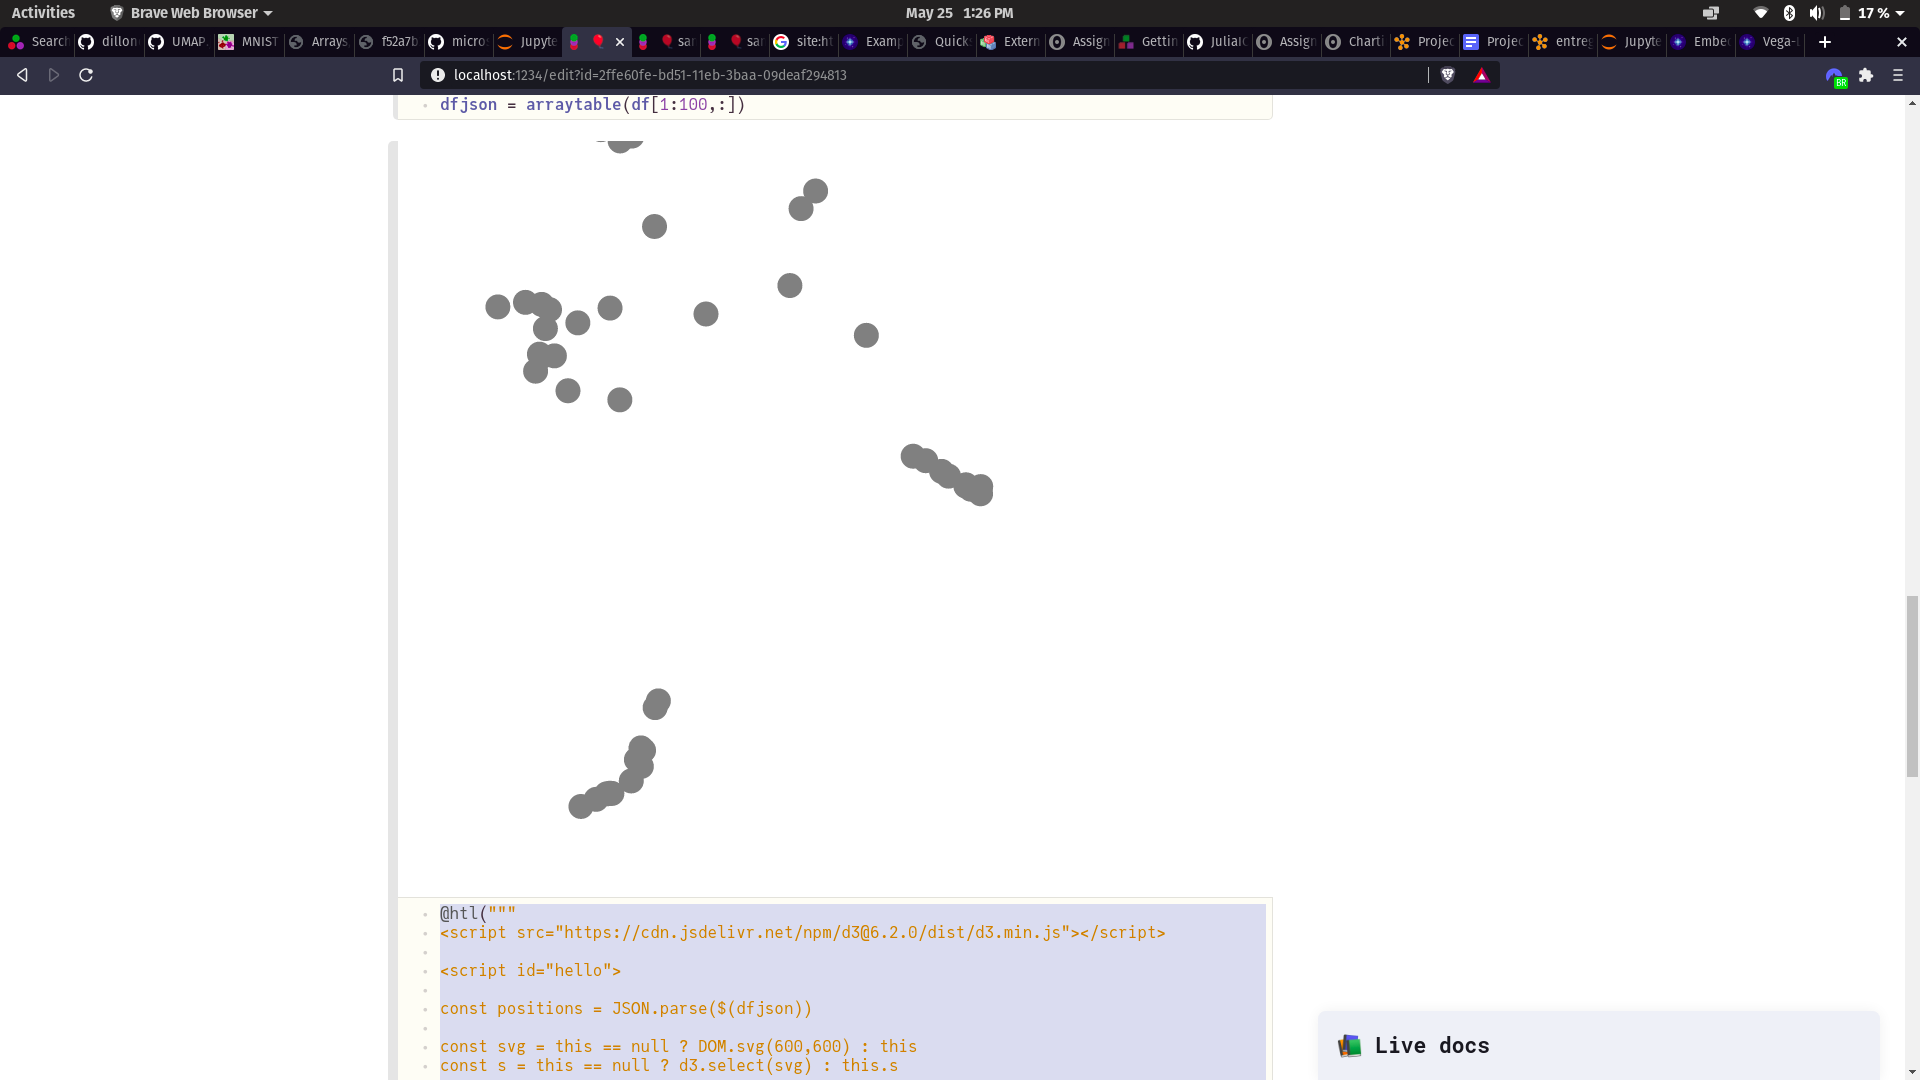 Activities
Brave Web Browser
May 25 1:26 PM
17 %
Search
dillon
UMAP.
MNIST
Arrays,
f52a7b
micro
Jupyte
sar
sar
site:ht
Examp
Quick
Extern
Assign
Gettin
JuliaIC
Assign
Charti
Projec
Projec
entreg
Jupyte
Embed
Vega-L
localhost:1234/edit?id=2ffe60fe-bd51-11eb-3baa-09deaf294813
BR
dfjson = arraytable(df[1:100,:])
@htl("""
<script src="https://cdn.jsdelivr.net/npm/d3@6.2.0/dist/d3.min.js"></script>
<script id="hello">
const positions = JSON.parse($(dfjson))
const svg = this == null ? DOM.svg(600,600) : this
const s = this == null ? d3.select(svg) : this.s
Live docs